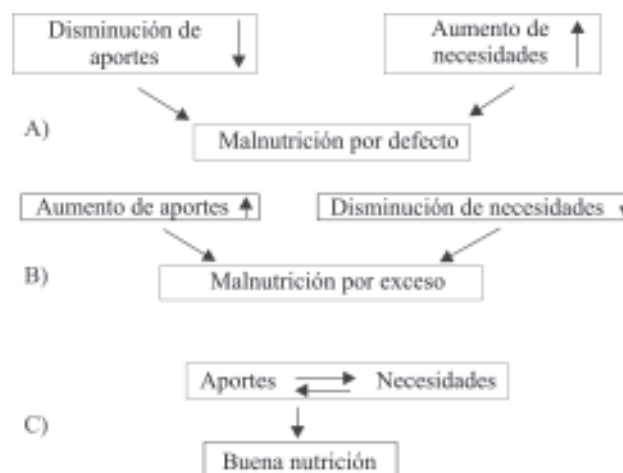 Disminución de
aportes
Aumento de
necesidades
A)
Malnutrición por defecto
Aumento de aportes
Disminución de necesidades
B)
Malnutrición por exceso
Aportes
Necesidades
C)
Buena nutrición